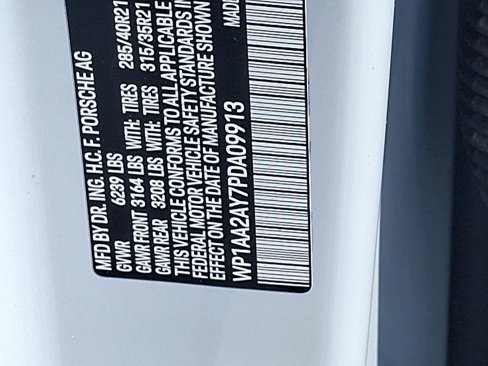 MFD BY DR. ING. H.C. F. PORSCHE AG
GVWR 6239 LBS
GAWR FRONT 3164 LBS WITH: TIRES 285/40R21
GAWR REAR 3208 LBS WITH: TIRES 315/35R21
THIS VEHICLE CONFORMS TO ALL APPLICABLE
FEDERAL MOTOR VEHICLE SAFETY STANDARDS IN
EFFECT ON THE DATE OF MANUFACTURE SHOWN
WP1AA2AY7PDA09913 MADE